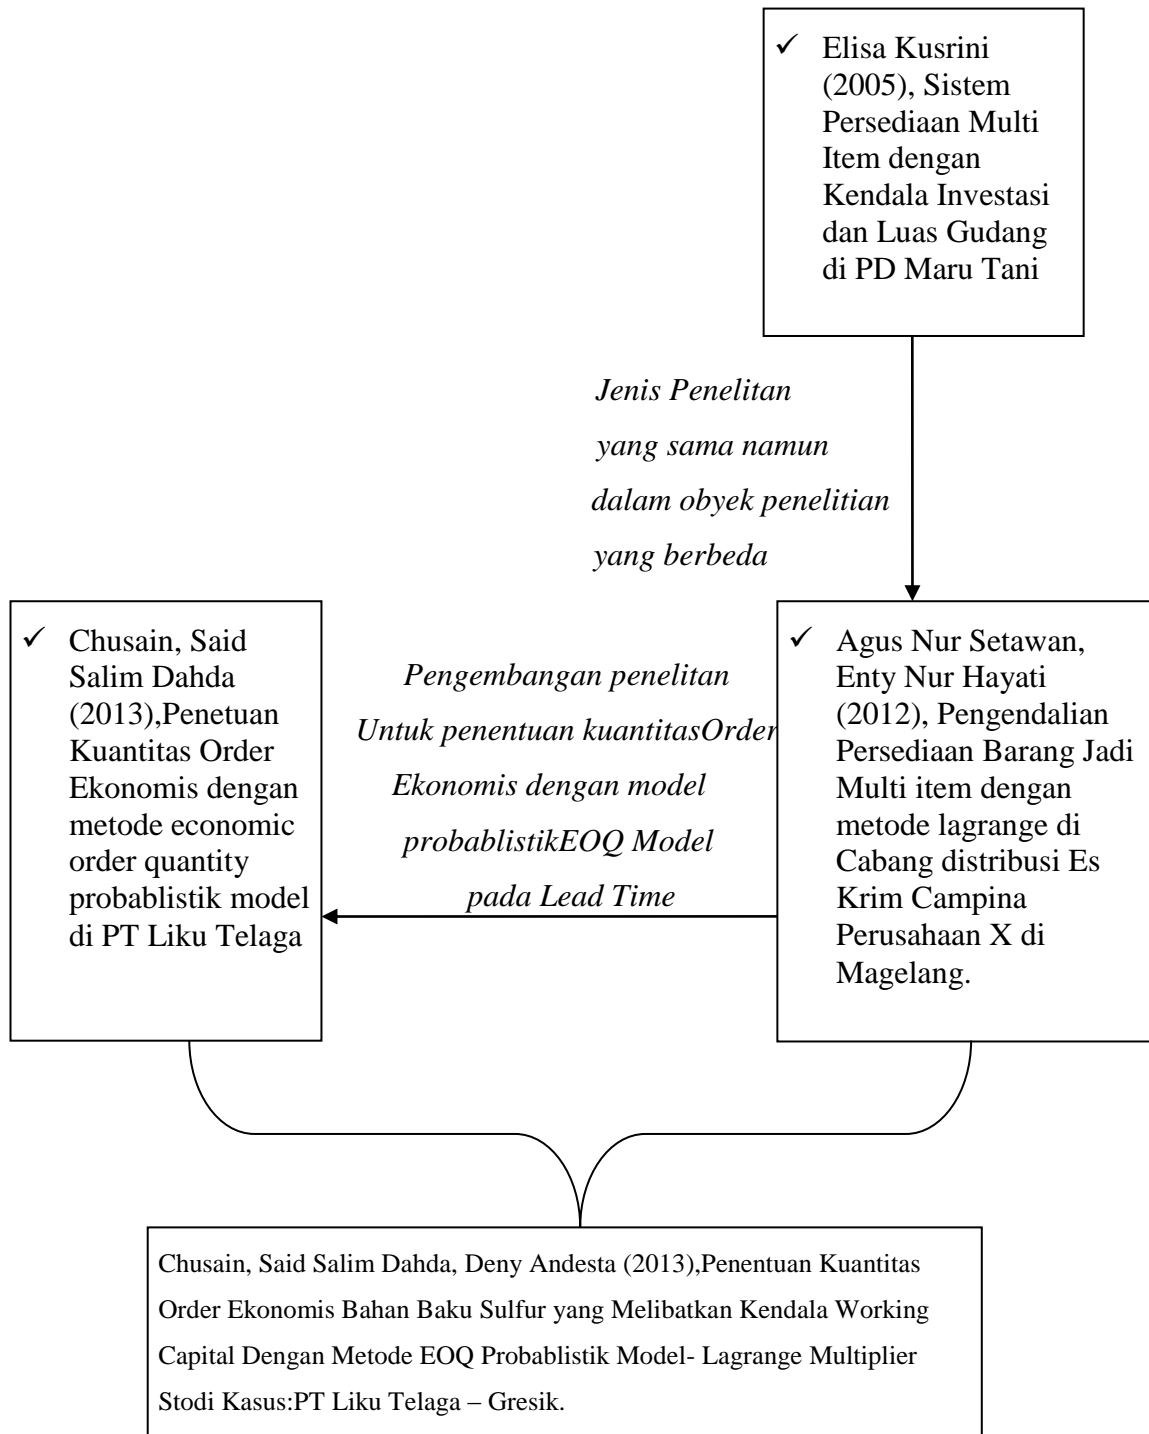 ✓ Elisa Kusrini
(2005), Sistem
Persediaan Multi
Item dengan
Kendala Investasi
dan Luas Gudang
di PD Maru Tani
Jenis Penelitan
yang sama namun
dalam obyek penelitian
yang berbeda
✓ Chusain, Said
Salim Dahda
(2013),Penetuan
Kuantitas Order
Ekonomis dengan
metode economic
order quantity
probablistik model
di PT Liku Telaga
Pengembangan penelitan
Untuk penentuan kuantitasOrder
Ekonomis dengan model
probablistikEOQ Model
pada Lead Time
✓ Agus Nur Setawan,
Enty Nur Hayati
(2012), Pengendalian
Persediaan Barang Jadi
Multi item dengan
metode lagrange di
Cabang distribusi Es
Krim Campina
Perusahaan X di
Magelang.
Chusain, Said Salim Dahda, Deny Andesta (2013),Penentuan Kuantitas
Order Ekonomis Bahan Baku Sulfur yang Melibatkan Kendala Working
Capital Dengan Metode EOQ Probablistik Model- Lagrange Multiplier
Stodi Kasus:PT Liku Telaga – Gresik.